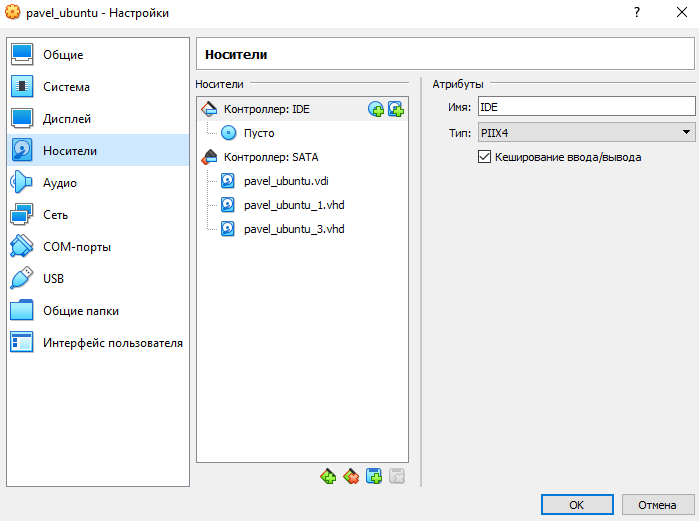 pavel_ubuntu - Настройки
Общие
Система
Дисплей
Носители
Аудио
Сеть
COM-порты
USB
Общие папки
Интерфейс пользователя
Носители
Носители
Контроллер: IDE
Пусто
Контроллер: SATA
pavel_ubuntu.vdi
pavel_ubuntu_1.vhd
pavel_ubuntu_3.vhd
Атрибуты
Имя: IDE
Тип: PIIX4
Кеширование ввода/вывода
OK Отмена